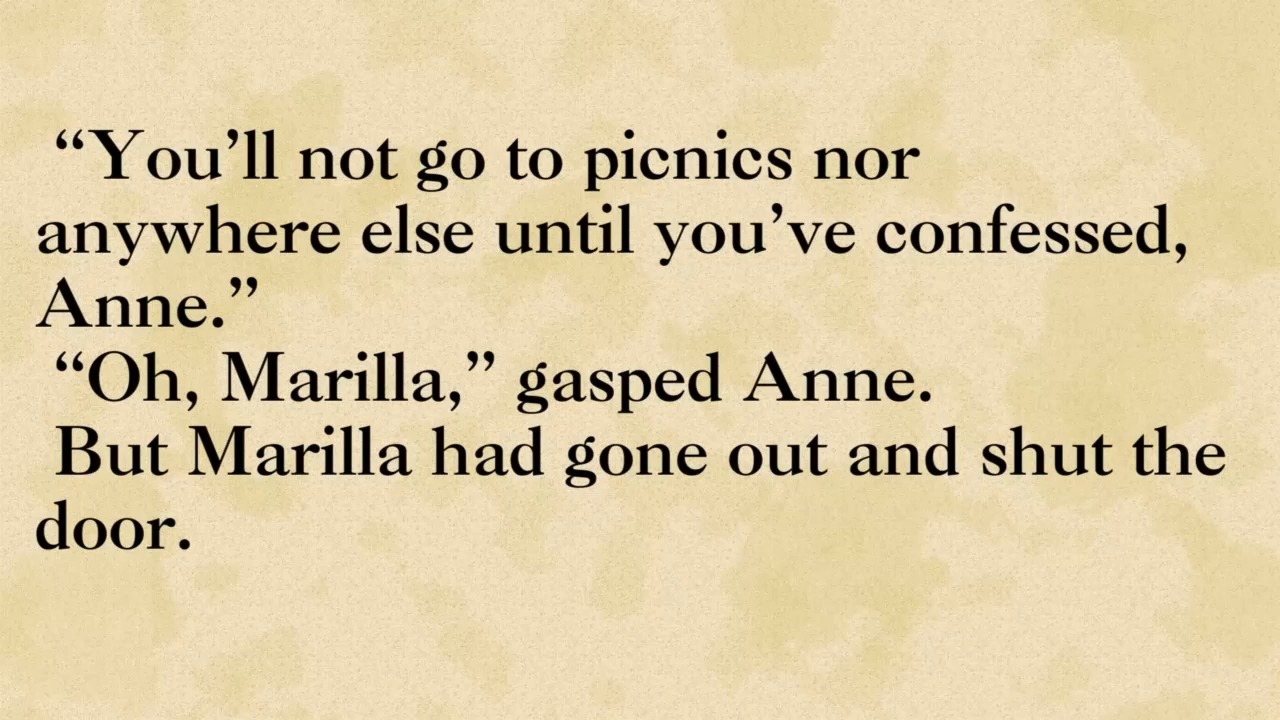 “You’ll not go to picnics nor
anywhere else until you’ve confessed,
Anne.”
“Oh, Marilla,” gasped Anne.
But Marilla had gone out and shut the
door.